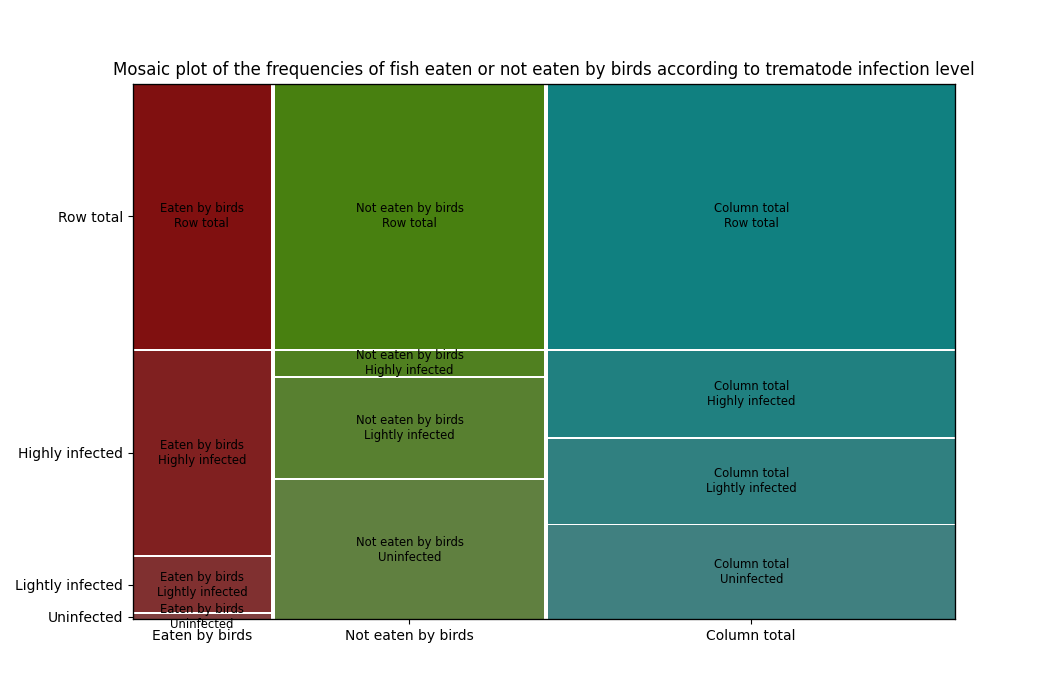 Mosaic plot of the frequencies of fish eaten or not eaten by birds according to trematode infection level
Row total
Highly infected
Lightly infected
Uninfected
Eaten by birds
Row total
Not eaten by birds
Row total
Column total
Row total
Eaten by birds
Highly infected
Not eaten by birds
Highly infected
Column total
Highly infected
Eaten by birds
Lightly infected
Not eaten by birds
Lightly infected
Column total
Lightly infected
Eaten by birds
Uninfected
Not eaten by birds
Uninfected
Column total
Uninfected
Eaten by birds
Not eaten by birds
Column total